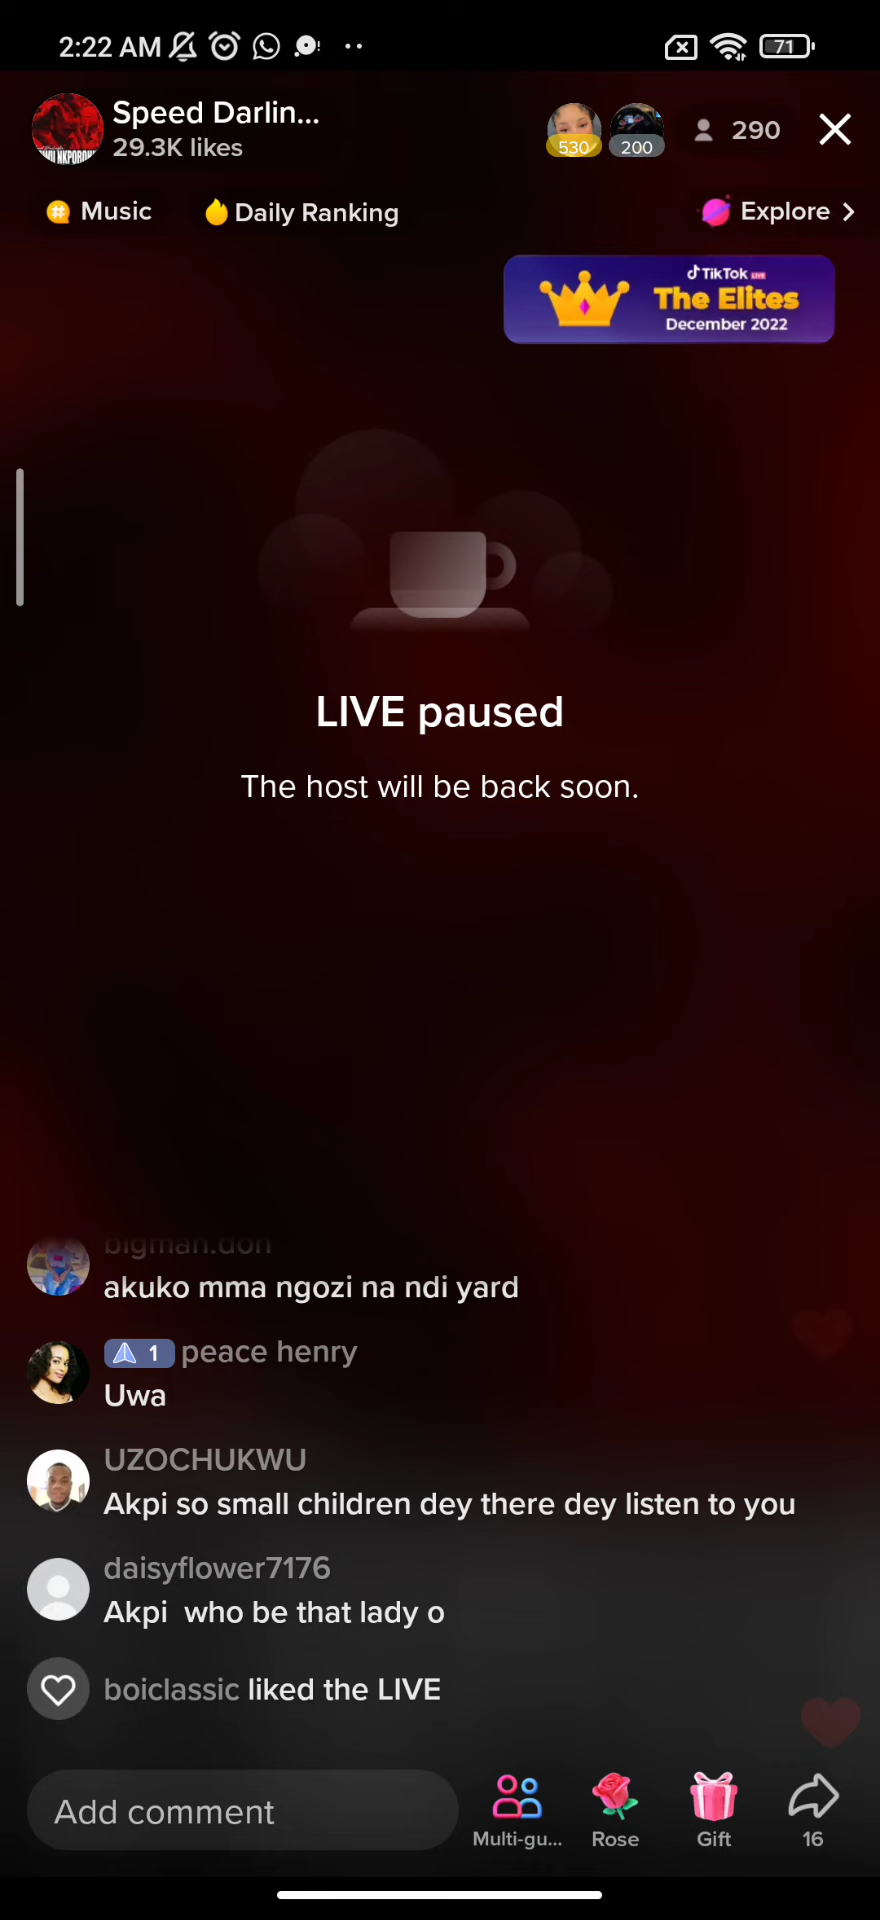 2:22 AM
71
Speed Darlin...
29.3K likes
530
200
290
Music
Daily Ranking
Explore
TikTok LIVE
The Elites
December 2022
LIVE paused
The host will be back soon.
bigman.don
akuko mma ngozi na ndi yard
1 peace henry
Uwa
UZOCHUKWU
Akpi so small children dey there dey listen to you
daisyflower7176
Akpi who be that lady o
boiclassic liked the LIVE
Add comment
Multi-gu...
Rose
Gift
16